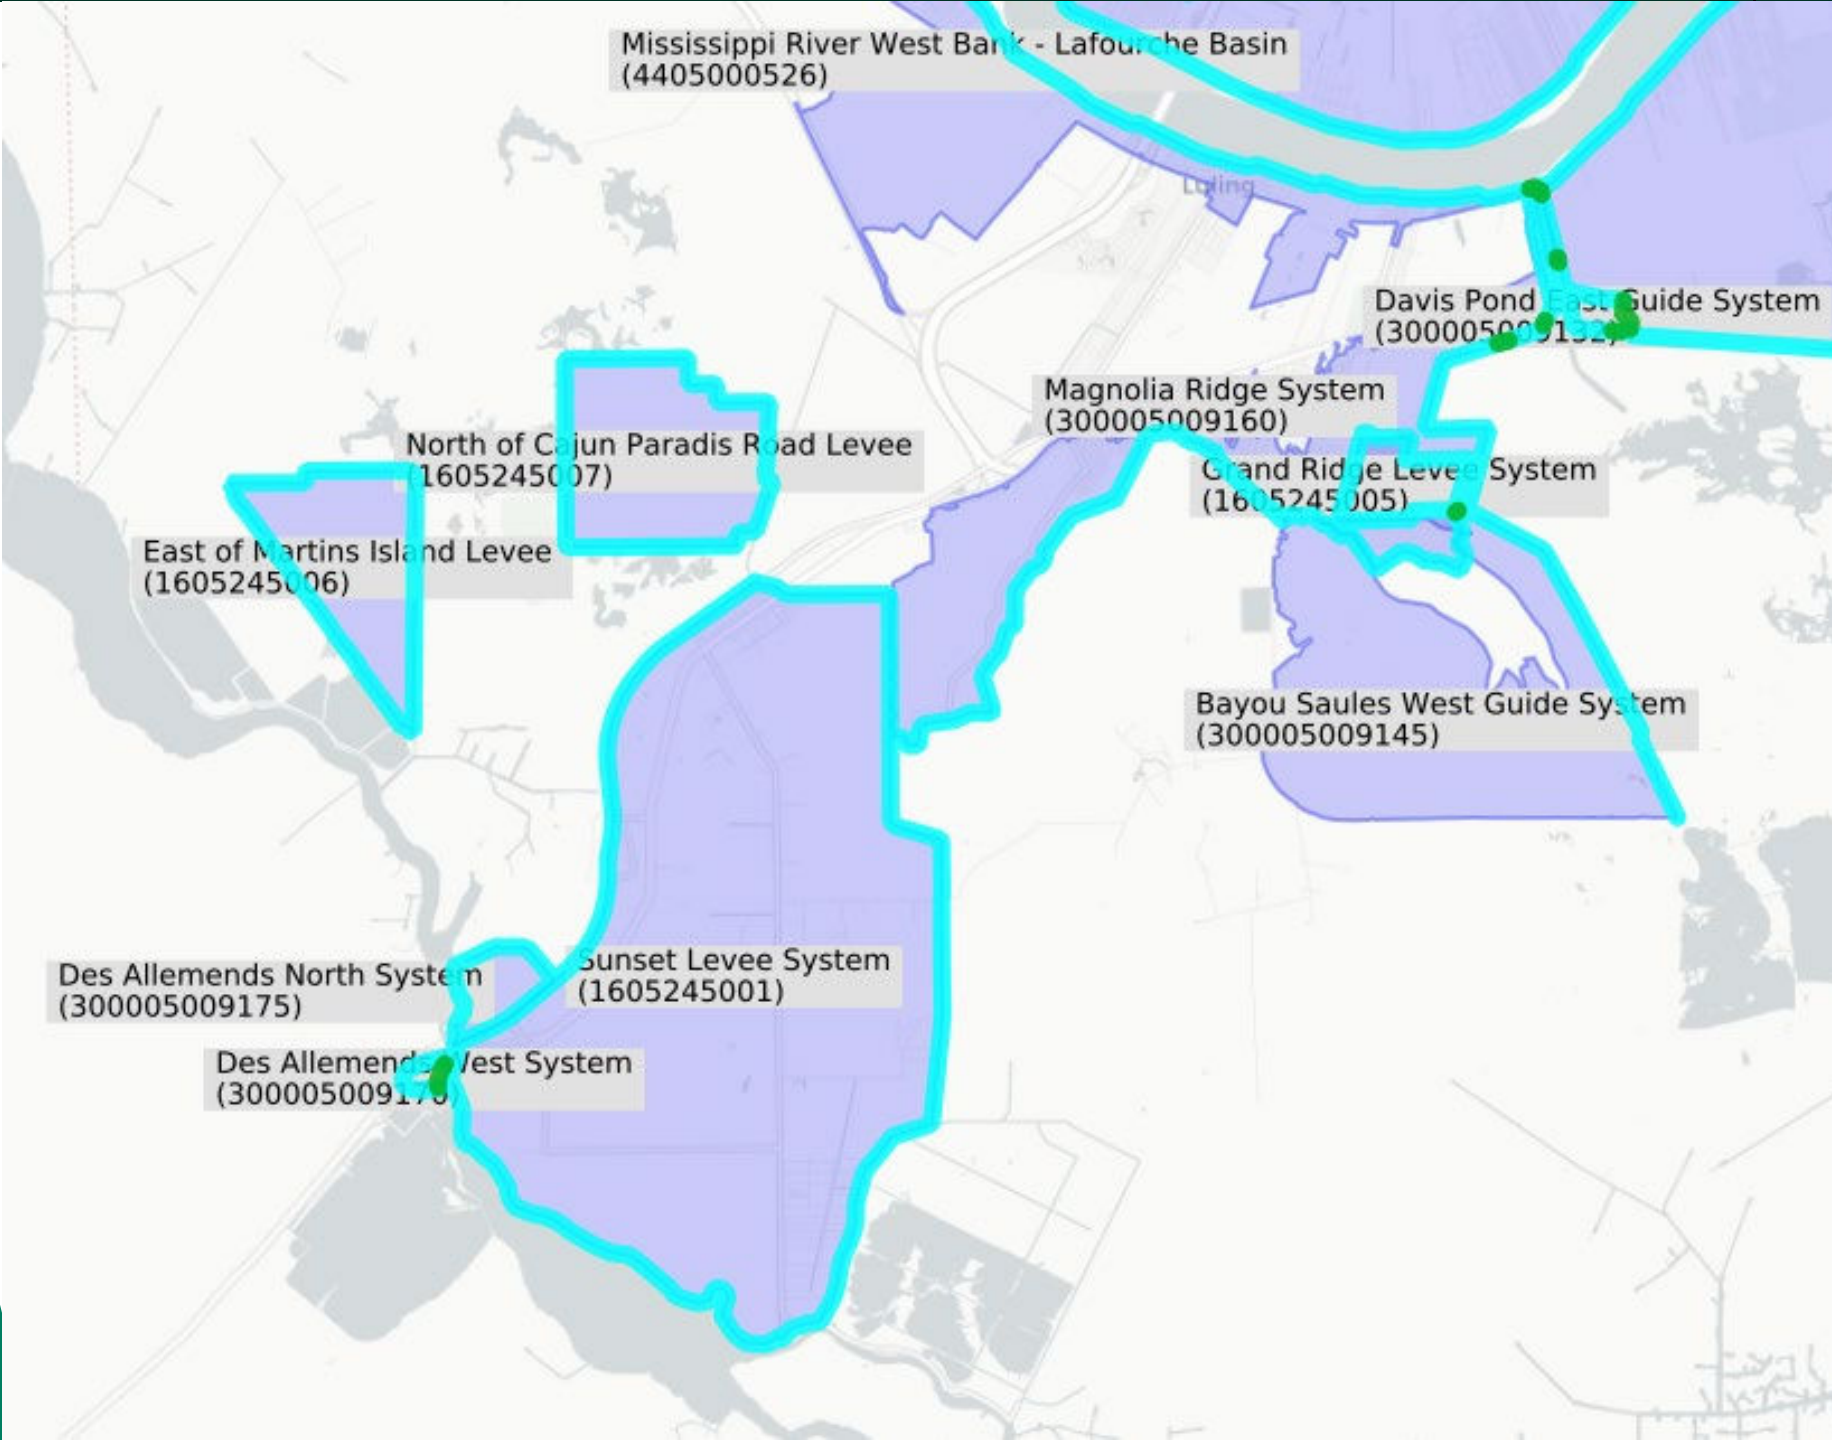 Mississippi River West Bank - Lafourche Basin
(4405000526)
Luling
Davis Pond East Guide System
(300005009132)
Magnolia Ridge System
(300005009160)
North of Cajun Paradis Road Levee
(1605245007)
Grand Ridge Levee System
(1605245005)
East of Martins Island Levee
(1605245006)
Bayou Saules West Guide System
(300005009145)
Sunset Levee System
(1605245001)
Des Allemends North System
(300005009175)
Des Allemends West System
(300005009170)